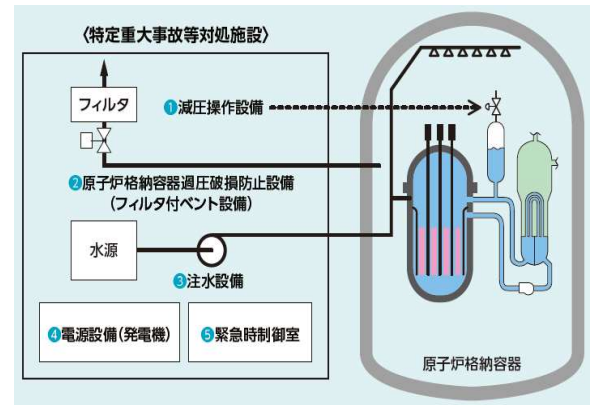 〈特定重大事故等対処施設〉
フィルタ
❶減圧操作設備
❷原子炉格納容器過圧破損防止設備
(フィルタ付ベント設備)
水源
❸注水設備
❹電源設備(発電機)
❺緊急時制御室
原子炉格納容器